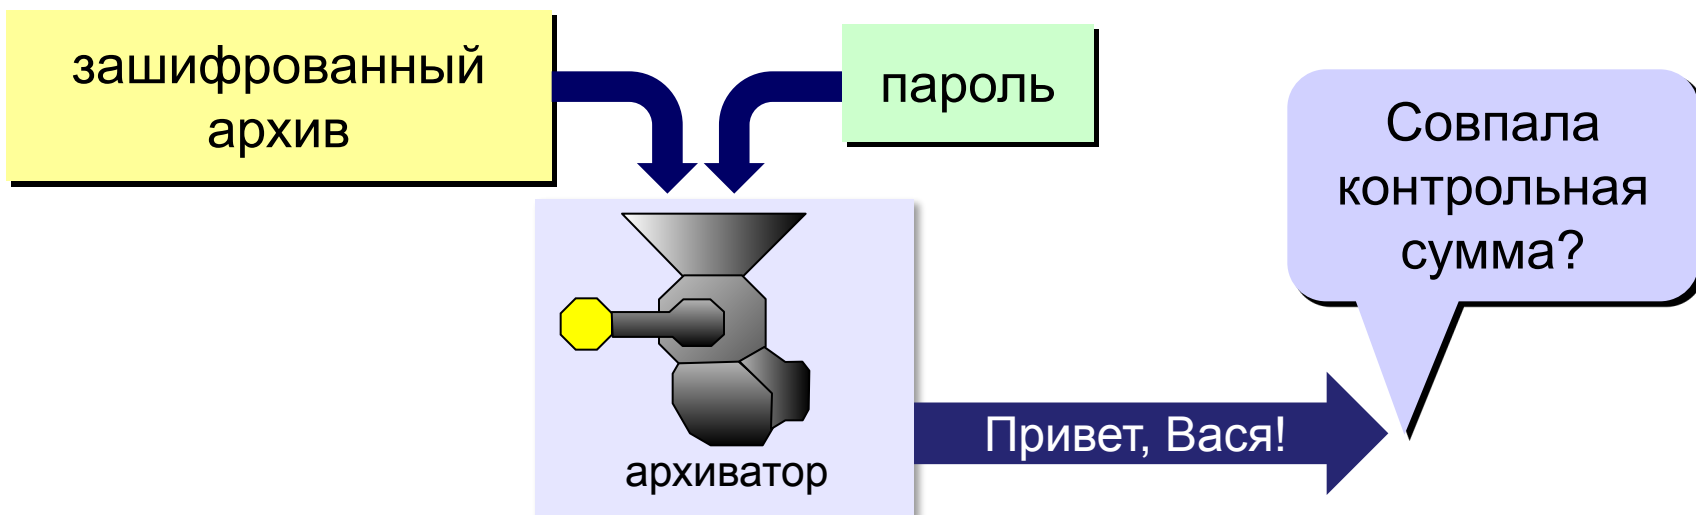 зашифрованный
архив
пароль
Совпала
контрольная
сумма?
Привет, Вася!
архиватор